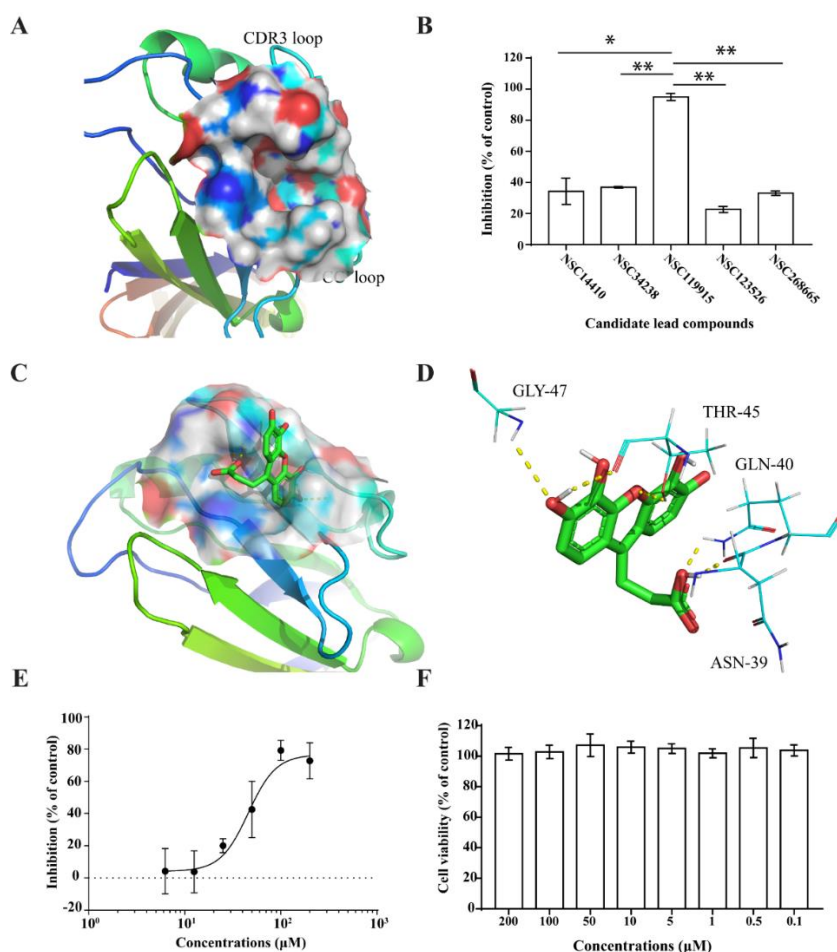 A
CDR3 loop
CC' loop
B
Inhibition (% of control)
120
100
80
60
40
20
0
*
**
**
**
NSC14410
NSC34238
NSC119915
NSC123526
NSC268665
Candidate lead compounds
C
D
GLY-47
THR-45
GLN-40
ASN-39
E
Inhibition (% of control)
100
80
60
40
20
0
-20
10⁰
10¹
10²
10³
Concentrations (µM)
F
Cell viability (% of control)
120
100
80
60
40
20
0
200 100 50 10 5 1 0.5 0.1
Concentrations (µM)